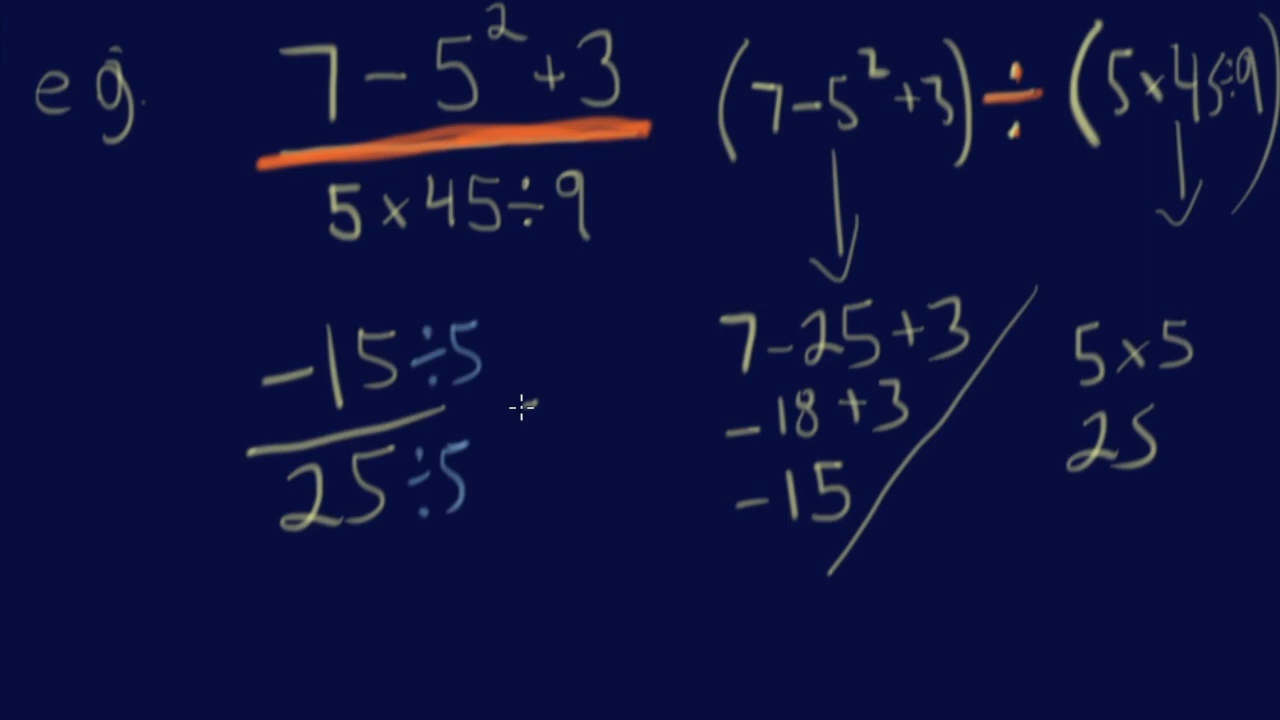 eg.
7 - 5² + 3
5 × 45 ÷ 9
(7 - 5² + 3) ÷ (5 × 45 ÷ 9)
-15 ÷ 5
25 ÷ 5
-
7 - 25 + 3
-18 + 3
-15
5 × 5
25